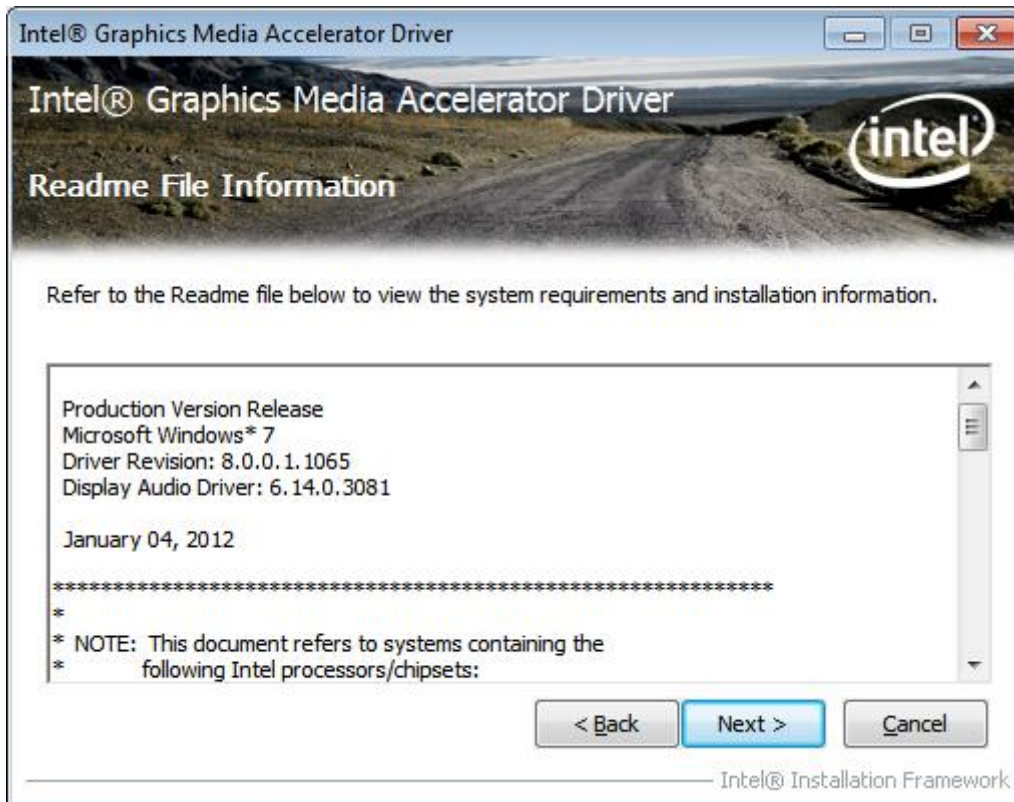 Intel® Graphics Media Accelerator Driver
Intel® Graphics Media Accelerator Driver
intel
Readme File Information
Refer to the Readme file below to view the system requirements and installation information.
Production Version Release
Microsoft Windows* 7
Driver Revision: 8.0.0.1.1065
Display Audio Driver: 6.14.0.3081
January 04, 2012
************************************************************
*
* NOTE: This document refers to systems containing the
* following Intel processors/chipsets:
< Back Next > Cancel
Intel® Installation Framework